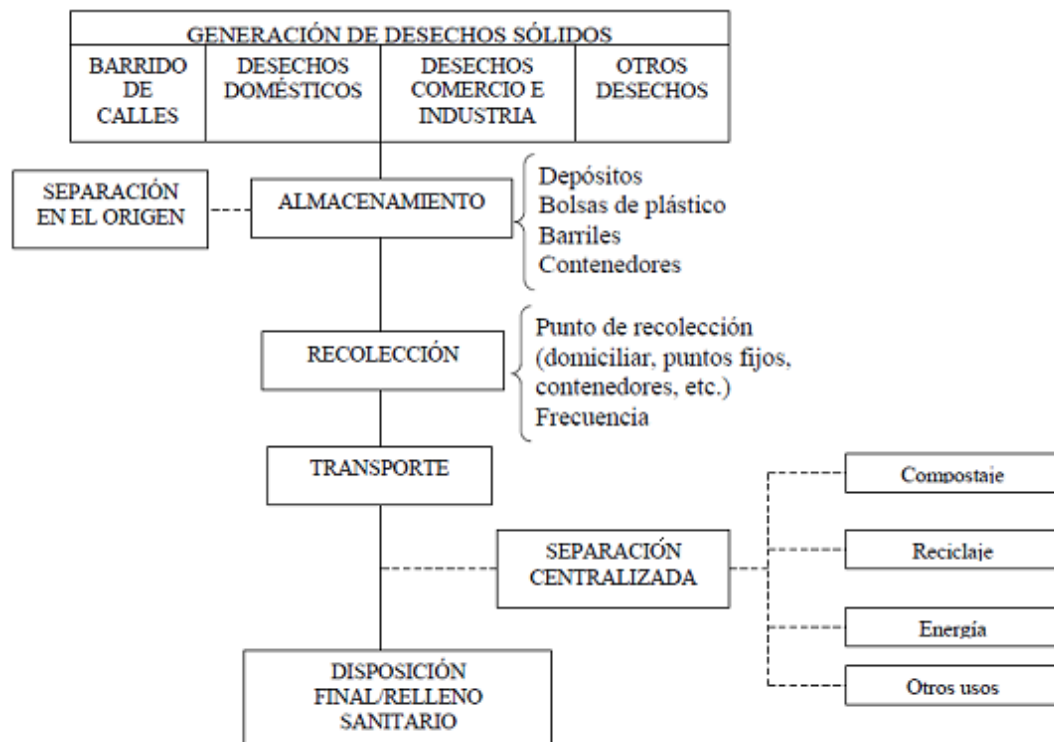 GENERACIÓN DE DESECHOS SÓLIDOS
BARRIDO
DE
CALLES
DESECHOS
DOMÉSTICOS
DESECHOS
COMERCIO E
INDUSTRIA
OTROS
DESECHOS
SEPARACIÓN
EN EL ORIGEN
ALMACENAMIENTO
Depósitos
Bolsas de plástico
Barriles
Contenedores
RECOLECCIÓN
Punto de recolección
(domiciliar, puntos fijos,
contenedores, etc.)
Frecuencia
TRANSPORTE
SEPARACIÓN
CENTRALIZADA
Compostaje
Reciclaje
Energía
Otros usos
DISPOSICIÓN
FINAL/RELLENO
SANITARIO